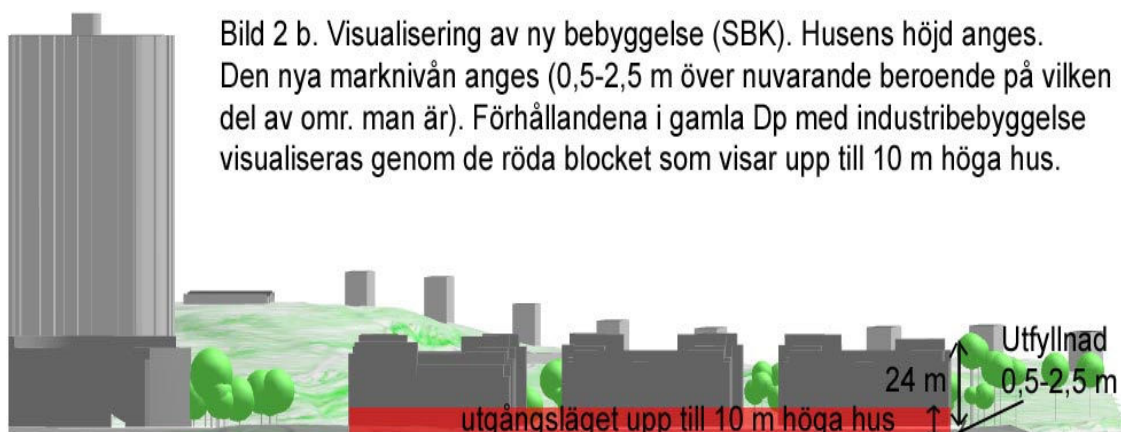 Bild 2 b. Visualisering av ny bebyggelse (SBK). Husens höjd anges.
Den nya marknivån anges (0,5-2,5 m över nuvarande beroende på vilken
del av omr. man är). Förhållandena i gamla Dp med industribebyggelse
visualiseras genom de röda blocket som visar upp till 10 m höga hus.
Utfyllnad
24 m
0,5-2,5 m
utgångsläget upp till 10 m höga hus ↑